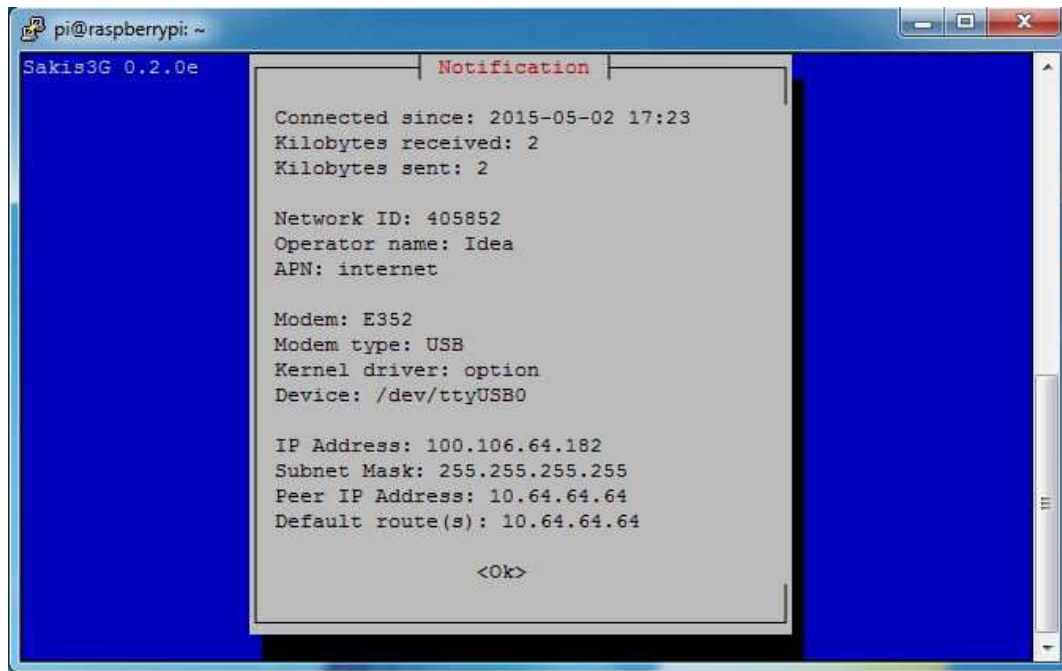 pi@raspberrypi: ~
Sakis3G 0.2.0e
Notification
Connected since: 2015-05-02 17:23
Kilobytes received: 2
Kilobytes sent: 2
Network ID: 405852
Operator name: Idea
APN: internet
Modem: E352
Modem type: USB
Kernel driver: option
Device: /dev/ttyUSB0
IP Address: 100.106.64.182
Subnet Mask: 255.255.255.255
Peer IP Address: 10.64.64.64
Default route(s): 10.64.64.64
<Ok>